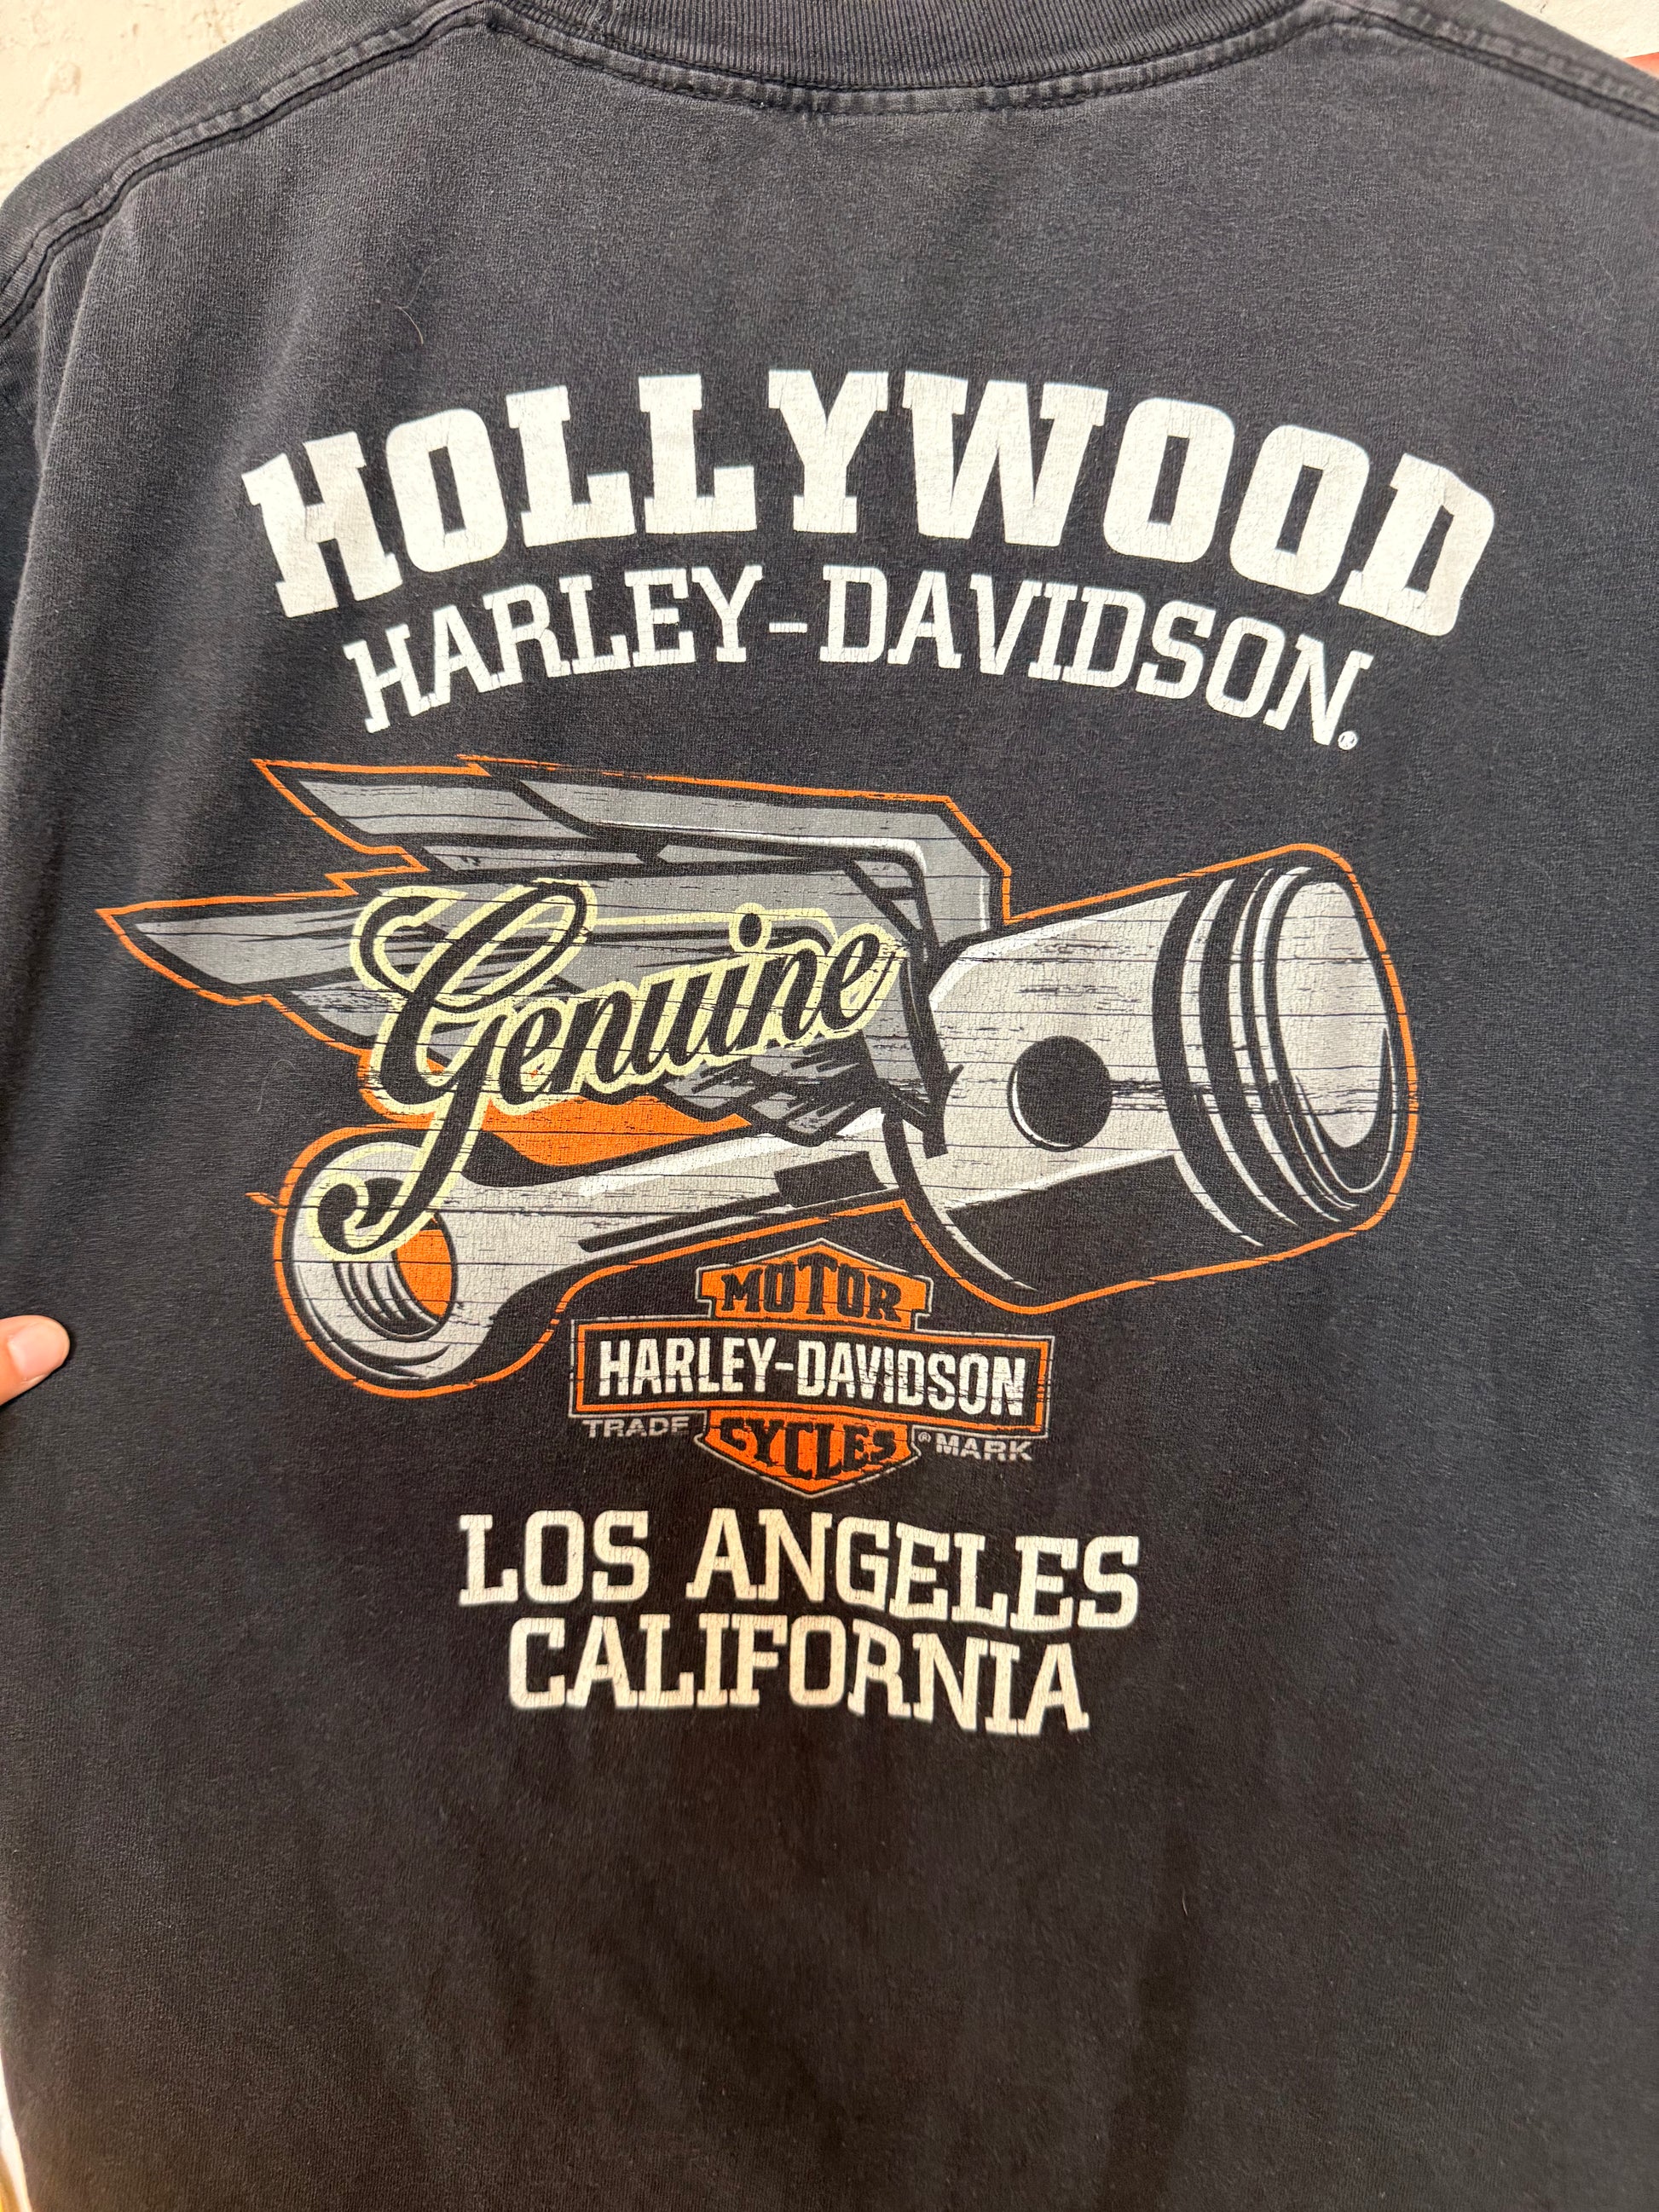 HOLLYWOOD
HARLEY-DAVIDSON®
Genuine
MOTOR
HARLEY-DAVIDSON
TRADE CYCLES ® MARK
LOS ANGELES
CALIFORNIA